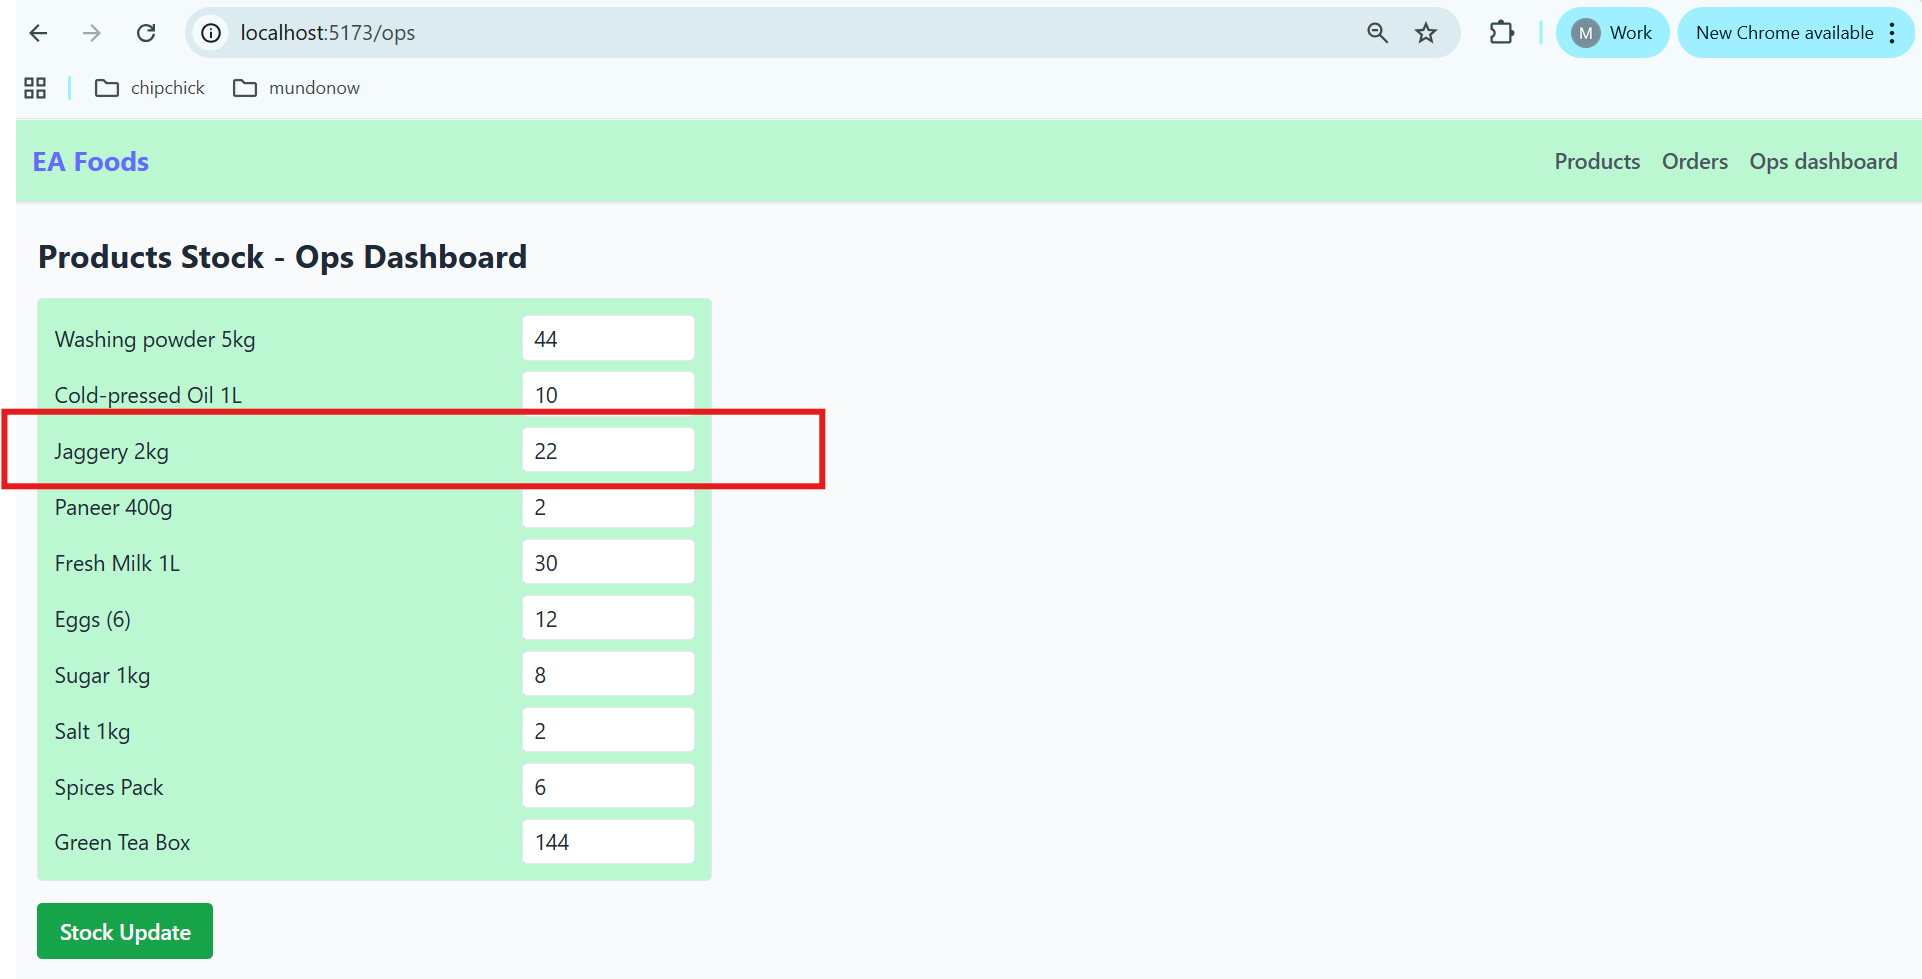 localhost:5173/ops
M Work
New Chrome available
chipchick
mundonow
EA Foods
Products Orders Ops dashboard
Products Stock - Ops Dashboard
Washing powder 5kg 44
Cold-pressed Oil 1L 10
Jaggery 2kg 22
Paneer 400g 2
Fresh Milk 1L 30
Eggs (6) 12
Sugar 1kg 8
Salt 1kg 2
Spices Pack 6
Green Tea Box 144
Stock Update